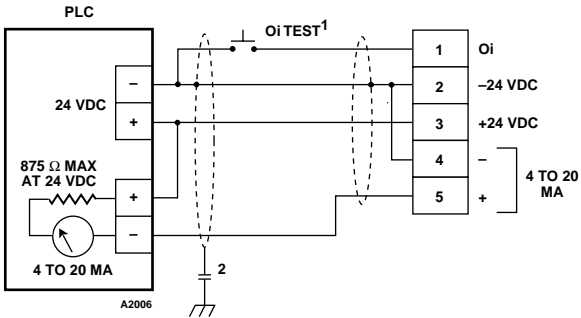 PLC
Oi TEST1
1 Oi
– 2 –24 VDC
24 VDC
+ 3 +24 VDC
875 Ω MAX
AT 24 VDC
4 –
+
5 +
4 TO 20
MA
–
4 TO 20 MA
2
A2006